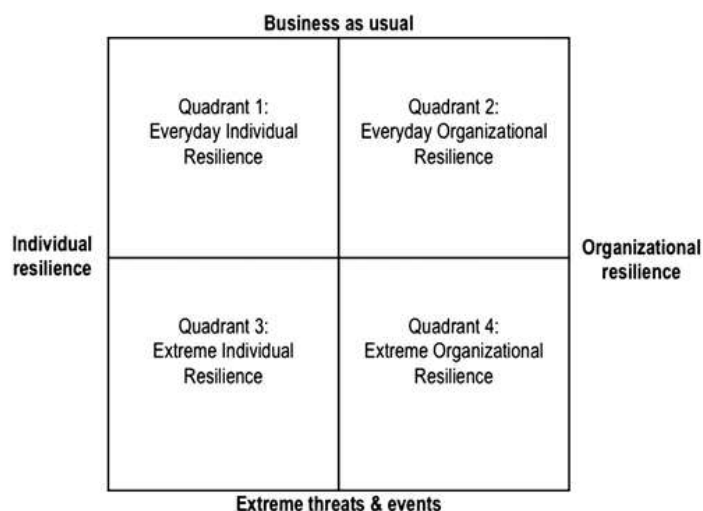 Business as usual
Quadrant 1:
Everyday Individual
Resilience
Quadrant 2:
Everyday Organizational
Resilience
Individual
resilience
Organizational
resilience
Quadrant 3:
Extreme Individual
Resilience
Quadrant 4:
Extreme Organizational
Resilience
Extreme threats & events